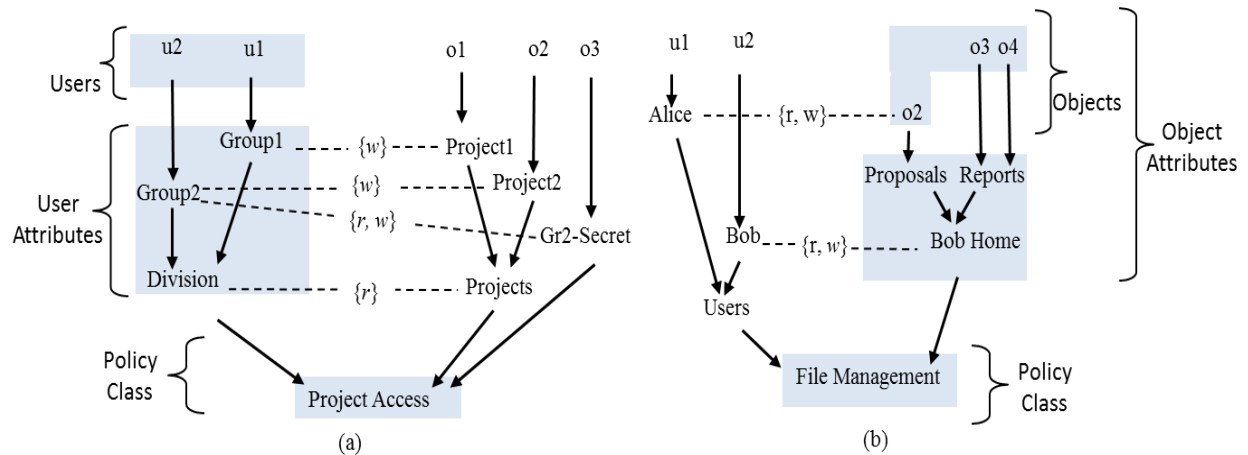 u2 u1
Users
o1 o2 o3
Group1
{w}
Project1
Group2
{w}
Project2
User
Attributes
{r, w}
Gr2-Secret
Division
{r}
Projects
Policy
Class
Project Access
(a)
u1 u2
o3 o4
Objects
Alice
{r, w}
o2
Object
Attributes
Proposals Reports
Bob
{r, w}
Bob Home
Users
File Management
Policy
Class
(b)